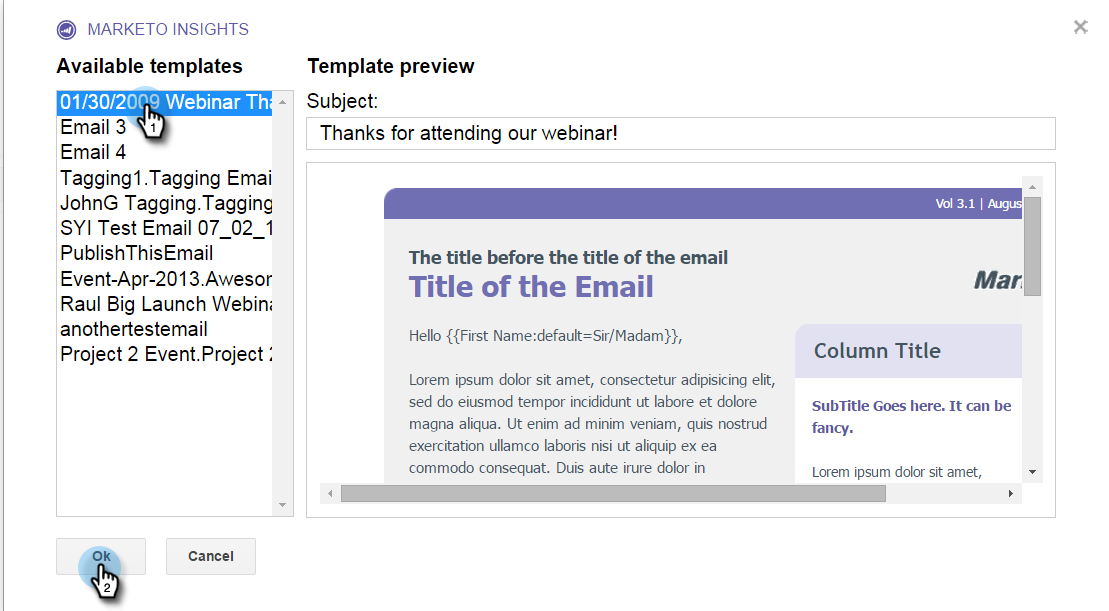 MARKETO INSIGHTS
Available templates
Template preview
01/30/2009 Webinar Tha
Email 3
Email 4
Tagging1.Tagging Emai
JohnG Tagging.Tagging
SYI Test Email 07_02_1
PublishThisEmail
Event-Apr-2013.Awesor
Raul Big Launch Webina
anothertestemail
Project 2 Event.Project 2
Subject:
Thanks for attending our webinar!
Vol 3.1 | Augus
The title before the title of the email
Title of the Email
Mar
Hello {{First Name:default=Sir/Madam}},
Lorem ipsum dolor sit amet, consectetur adipisicing elit,
sed do eiusmod tempor incididunt ut labore et dolore
magna aliqua. Ut enim ad minim veniam, quis nostrud
exercitation ullamco laboris nisi ut aliquip ex ea
commodo consequat. Duis aute irure dolor in
Column Title
SubTitle Goes here. It can be
fancy.
Lorem ipsum dolor sit amet,
1
Ok
Cancel
2